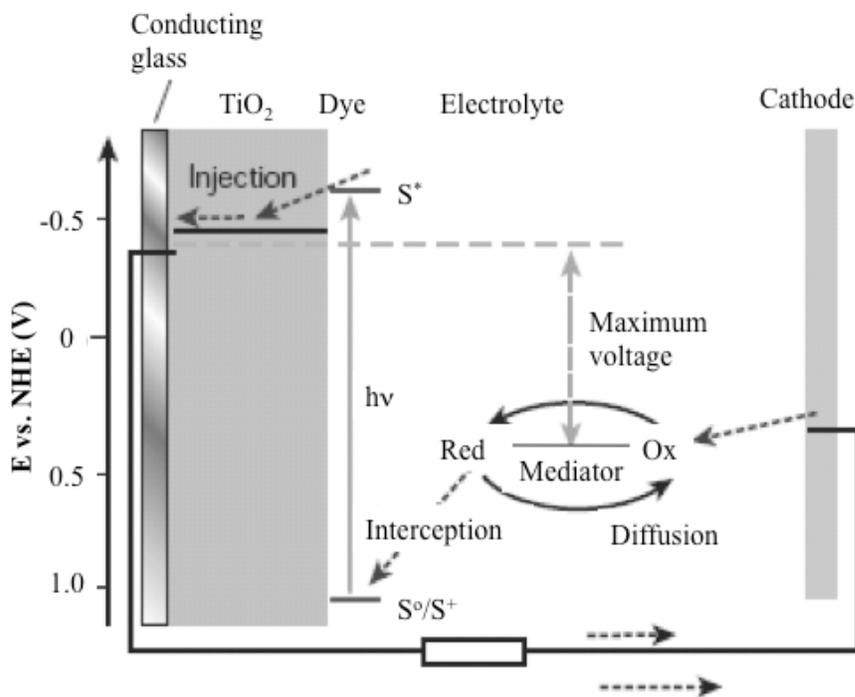 Conducting
glass
TiO₂
Dye
Electrolyte
Cathode
Injection
S*
-0.5
E vs. NHE (V)
0
Maximum
voltage
hν
Red
Ox
Mediator
0.5
Interception
Diffusion
1.0
S⁰/S⁺